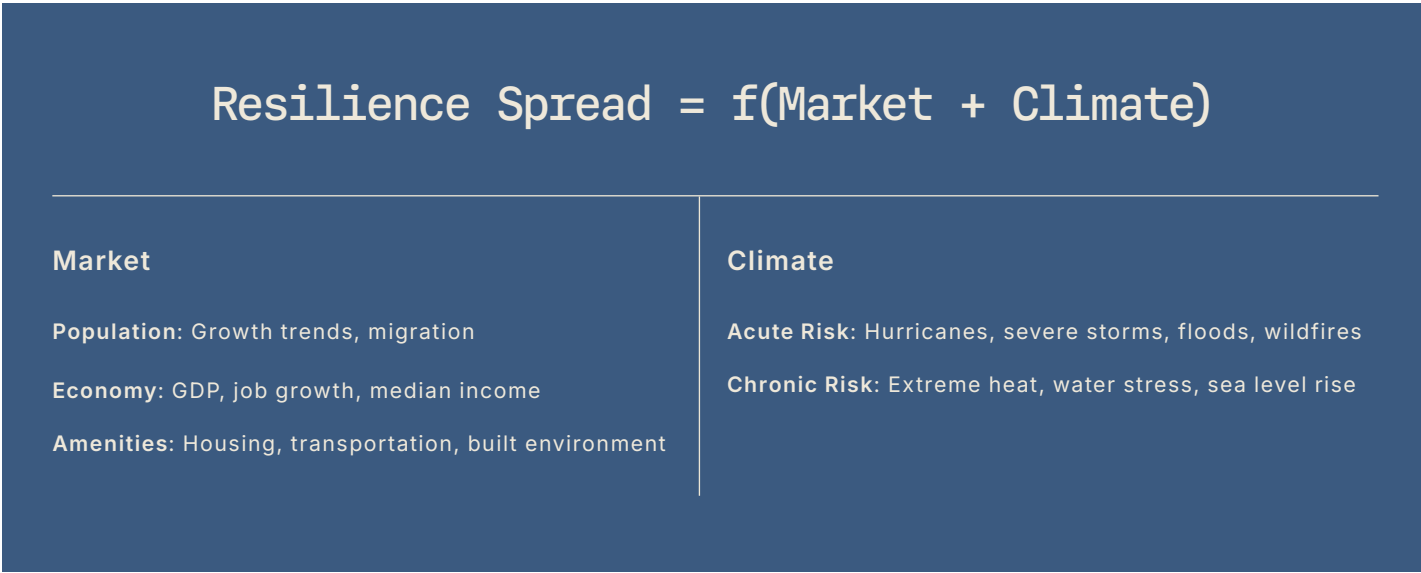 Resilience Spread = f(Market + Climate)
Market
Population: Growth trends, migration
Economy: GDP, job growth, median income
Amenities: Housing, transportation, built environment
Climate
Acute Risk: Hurricanes, severe storms, floods, wildfires
Chronic Risk: Extreme heat, water stress, sea level rise